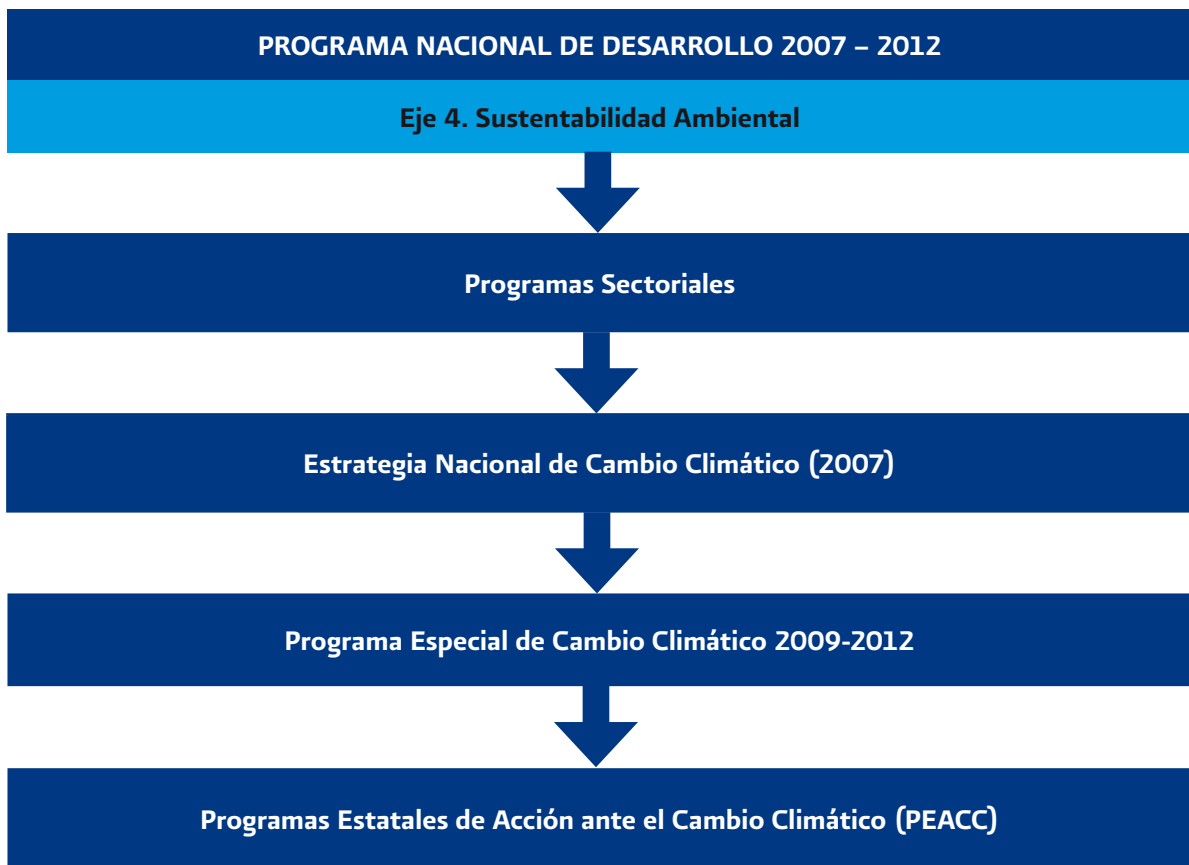 PROGRAMA NACIONAL DE DESARROLLO 2007 – 2012
Eje 4. Sustentabilidad Ambiental
Programas Sectoriales
Estrategia Nacional de Cambio Climático (2007)
Programa Especial de Cambio Climático 2009-2012
Programas Estatales de Acción ante el Cambio Climático (PEACC)